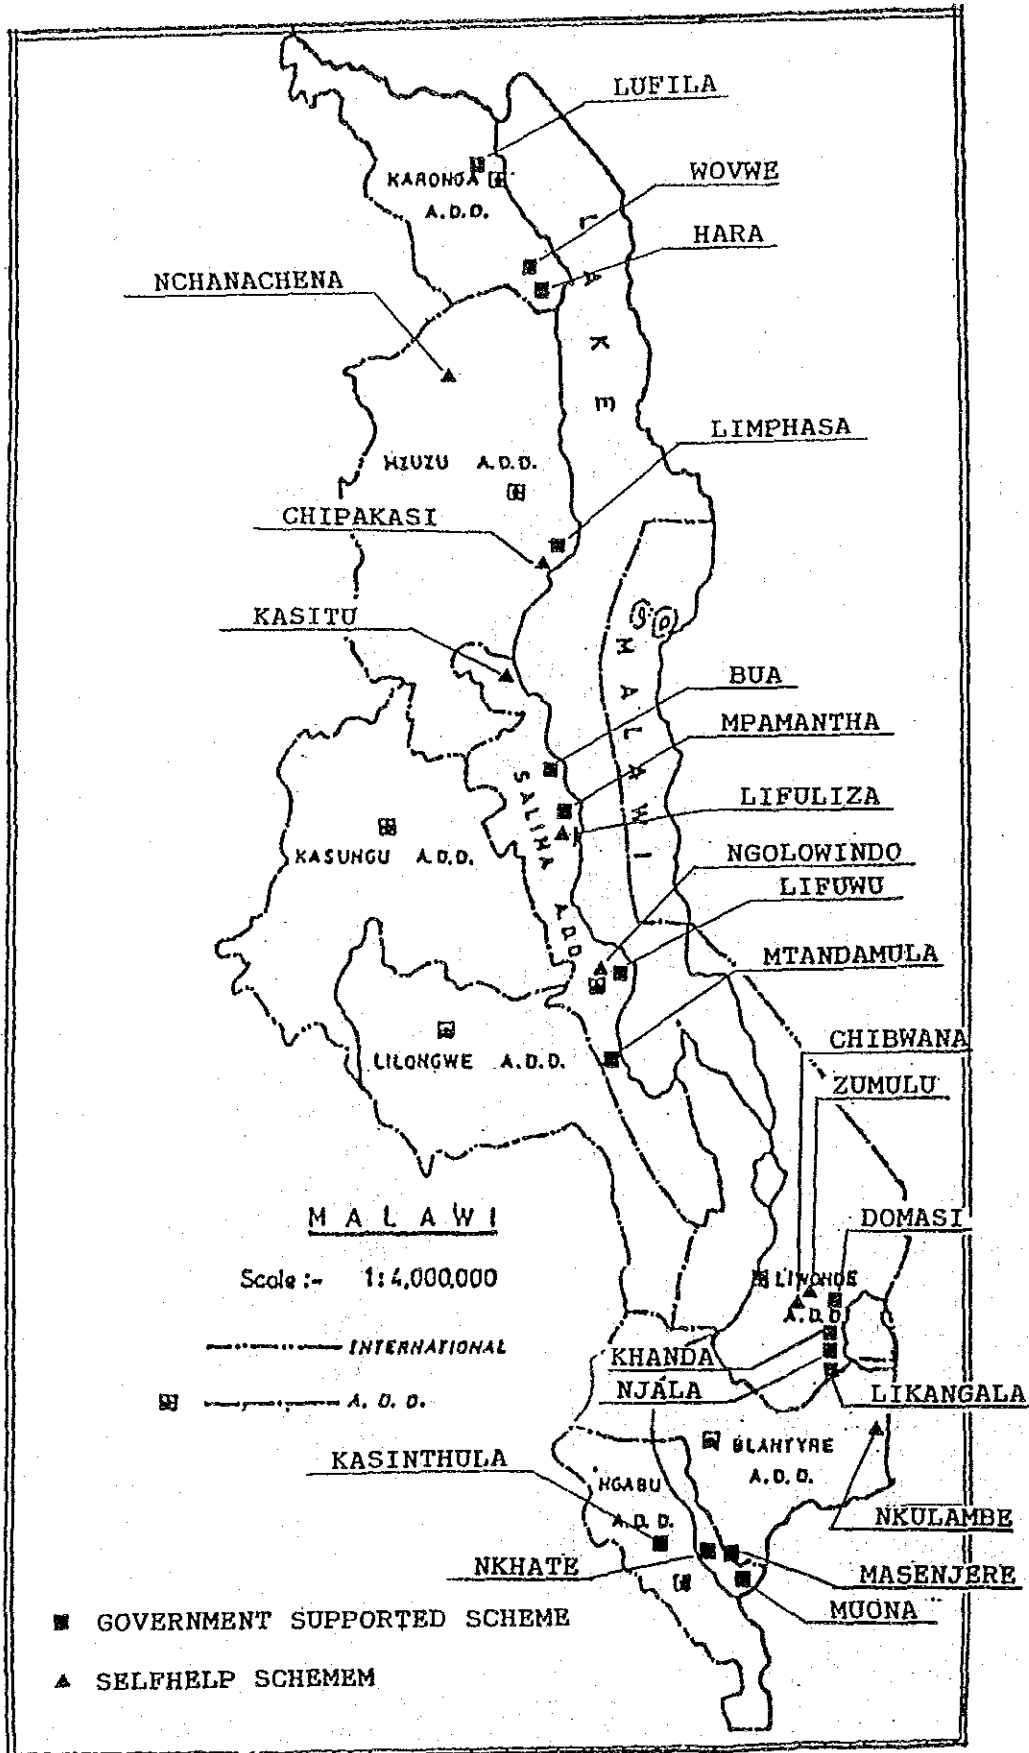 LUFILA
KARONGA
A.D.D.
WOVWE
HARA
NCHANACHENA
LAKE
LIMPHASA
MZUZU A.D.D.
CHIPAKASI
KASITU
MALAWI
BUA
MPAMANTHA
LIFULIZA
SALIMA A.D.D.
KASUNGU A.D.D.
NGOLOWINDO
LIFUWU
MTANDAMULA
LILONGWE A.D.D.
CHIBWANA
ZUMULU
MALAWI
DOMASI
Scale :- 1:4,000,000
LIWONDE
A.D.D.
INTERNATIONAL
KHANDA
NJALA
LIKANGALA
A.D.D.
BLANTYRE
A.D.D.
KASINTHULA
NGABU
A.D.D.
NKULAMBE
NKHATE
MASENJERE
MUONA
GOVERNMENT SUPPORTED SCHEME
SELFHELP SCHEMEM